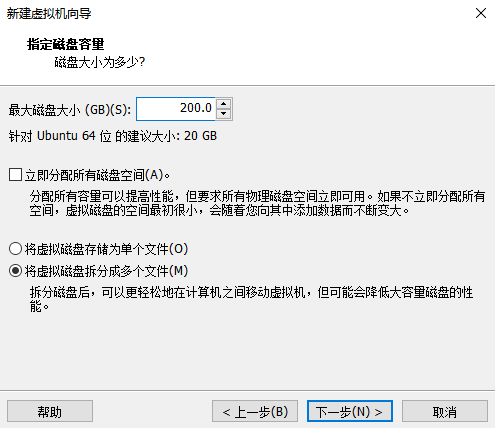 新建虚拟机向导
指定磁盘容量
磁盘大小为多少?
最大磁盘大小 (GB)(S): 200.0
针对 Ubuntu 64 位 的建议大小: 20 GB
立即分配所有磁盘空间(A)。
分配所有容量可以提高性能，但要求所有物理磁盘空间立即可用。如果不立即分配所有
空间，虚拟磁盘的空间最初很小，会随着您向其中添加数据而不断变大。
将虚拟磁盘存储为单个文件(O)
将虚拟磁盘拆分成多个文件(M)
拆分磁盘后，可以更轻松地在计算机之间移动虚拟机，但可能会降低大容量磁盘的性
能。
帮助 < 上一步(B) 下一步(N) > 取消